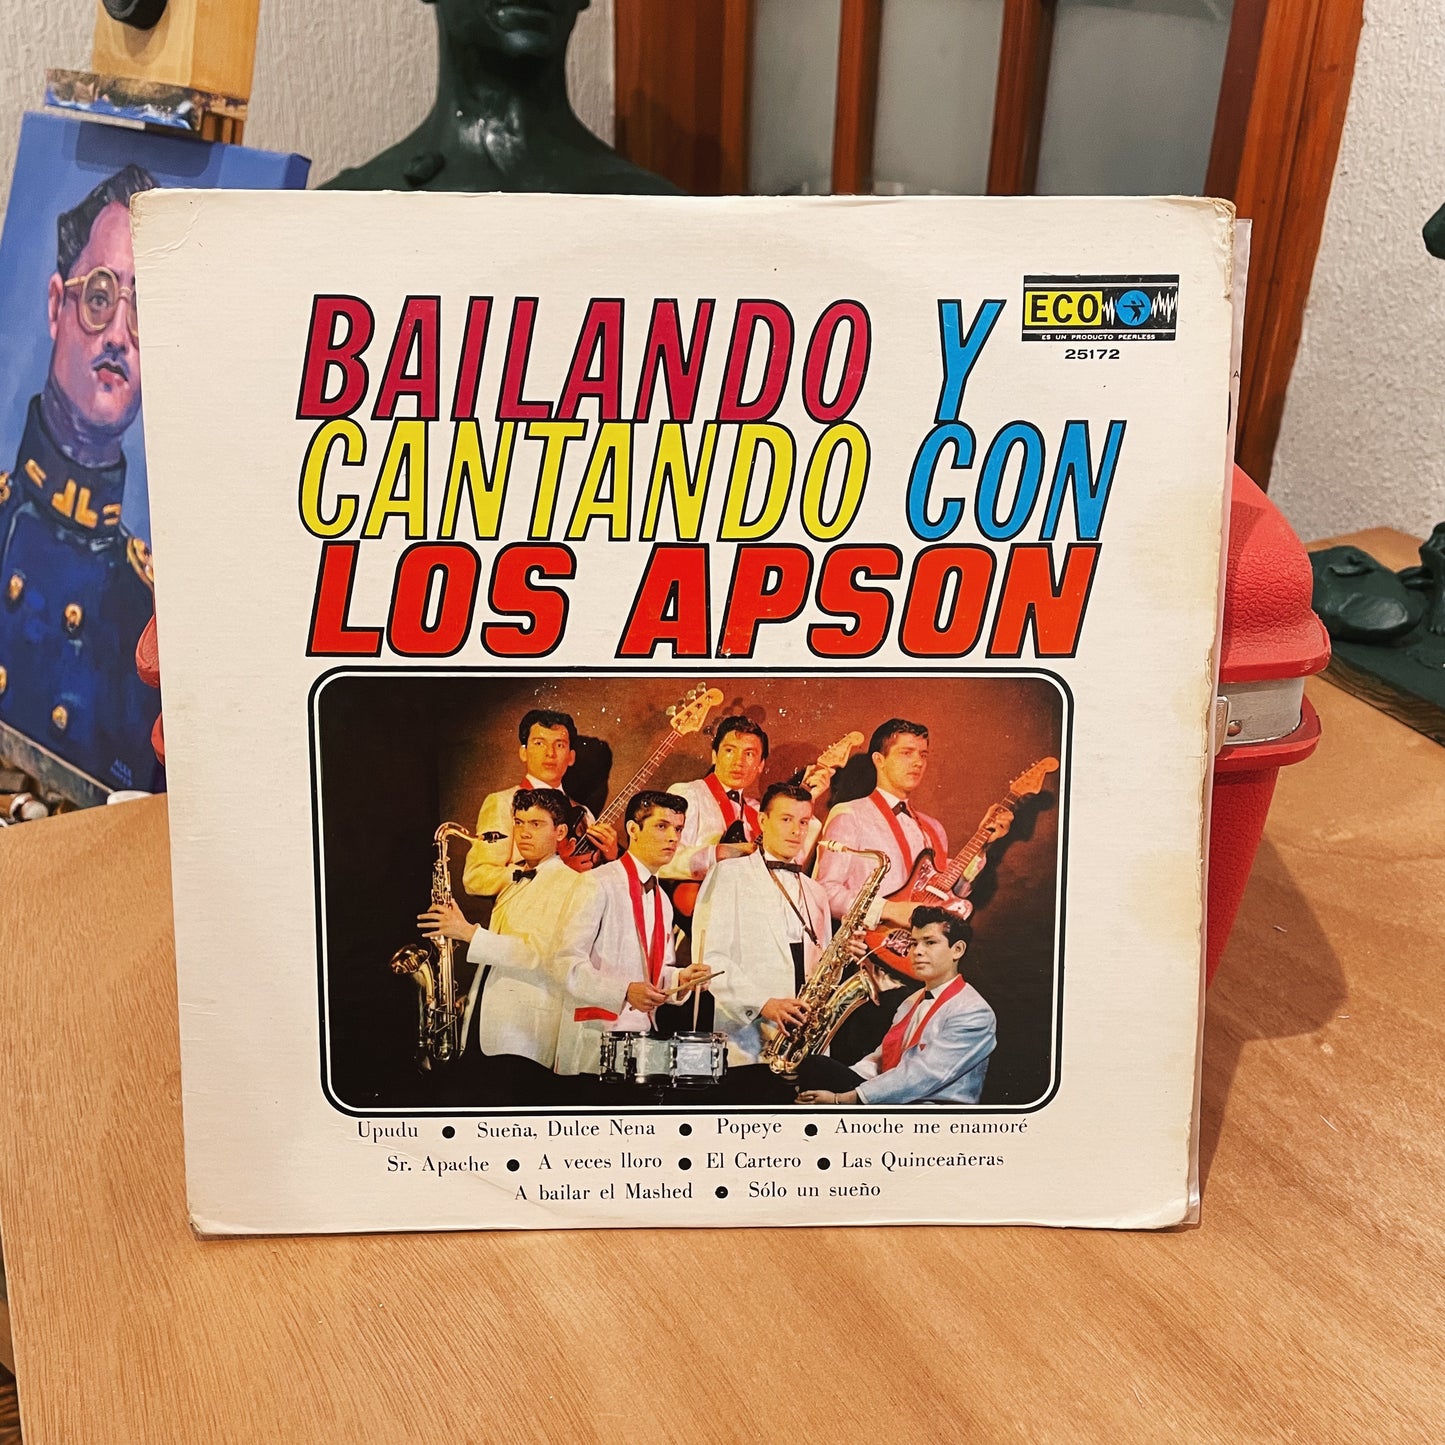 BAILANDO Y
CANTANDO CON
LOS APSON
ECO
ES UN PRODUCTO PEERLESS
25172
Upudu • Sueña, Dulce Nena • Popeye • Anoche me enamoré
Sr. Apache • A veces lloro • El Cartero • Las Quinceañeras
A bailar el Mashed • Sólo un sueño
ALEX
A